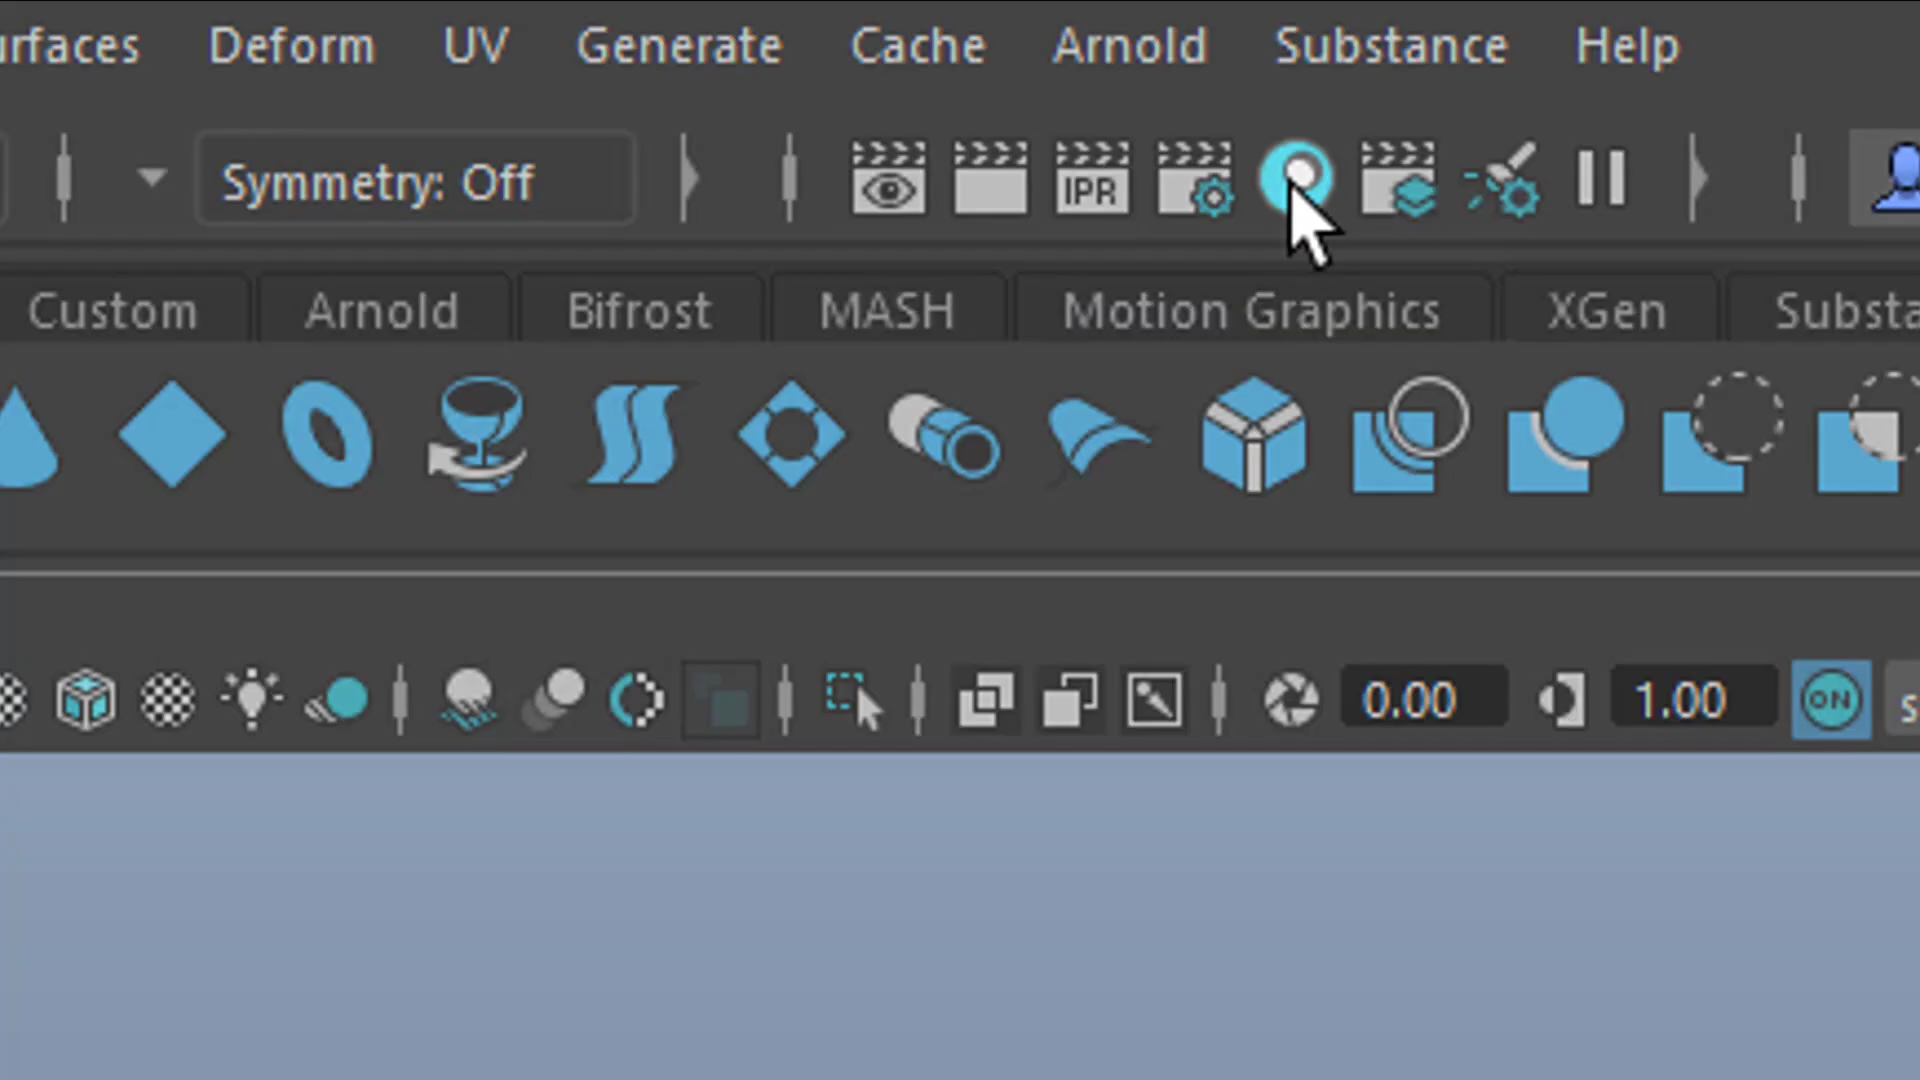 urfaces Deform UV Generate Cache Arnold Substance Help
Symmetry: Off IPR
Custom Arnold Bifrost MASH Motion Graphics XGen Substa
0.00 1.00 ON s